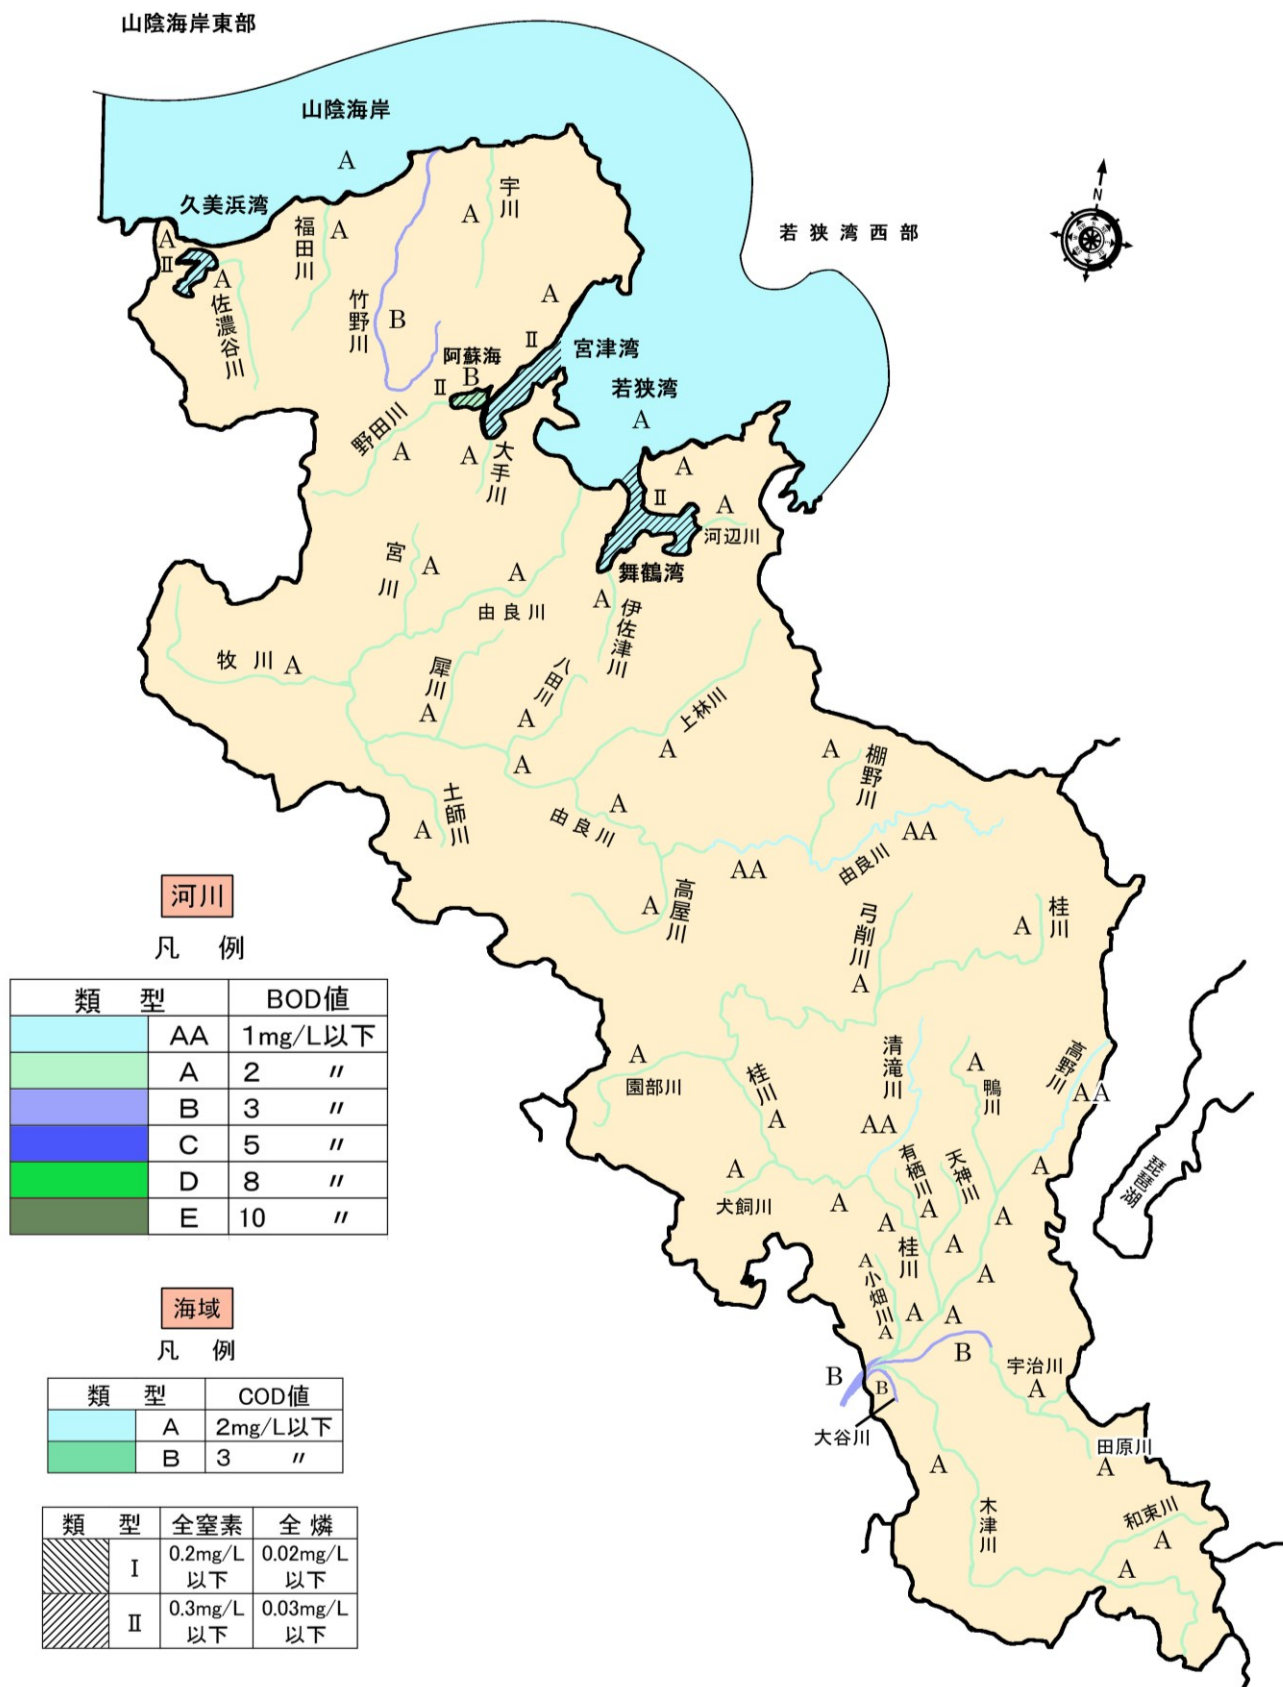 山陰海岸東部
山陰海岸
A
久美浜湾
若狭湾西部
N
宇川
A
福田川
A
A
Ⅱ
A
佐濃谷川
竹野川
B
A
Ⅱ
宮津湾
阿蘇海
B
Ⅱ
若狭湾
A
野田川
A
A
大手川
A
Ⅱ
A
河辺川
舞鶴湾
宮川
A
A
由良川
A
伊佐津川
牧川 A
犀川
A
八田川
A
上林川
A
A
土師川
A
由良川
A
A
棚野川
AA
由良川
AA
高屋川
A
弓削川
A
桂川
A
園部川
A
桂川
A
清滝川
AA
鴨川
A
高野川
AA
琵琶湖
有栖川
A
天神川
A
A
犬飼川
A
A
A
A
桂川
A
A
小畑川
A
A
A
A
B
B
B
大谷川
宇治川
A
田原川
A
A
木津川
和束川
A
A
河川
凡 例
類 型 BOD値
AA 1mg/L以下
A 2 〃
B 3 〃
C 5 〃
D 8 〃
E 10 〃
海域
凡 例
類 型 COD値
A 2mg/L以下
B 3 〃
類 型 全窒素 全燐
Ⅰ 0.2mg/L以下 0.02mg/L以下
Ⅱ 0.3mg/L以下 0.03mg/L以下